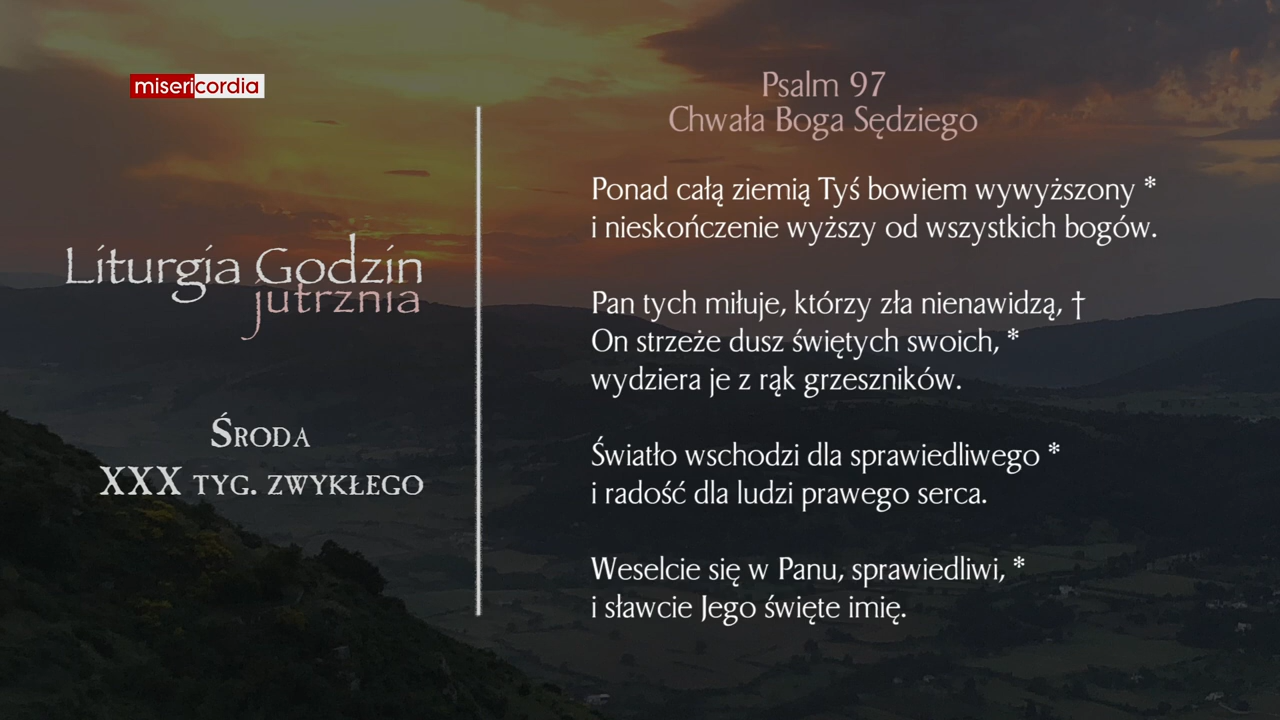 misericordia
Liturgia Godzin
jutrznia
Środa
XXX tyg. zwykłego
Psalm 97
Chwała Boga Sędziego
Ponad całą ziemią Tyś bowiem wywyższony *
i nieskończenie wyższy od wszystkich bogów.
Pan tych miłuje, którzy zła nienawidzą, †
On strzeże dusz świętych swoich, *
wydziera je z rąk grzeszników.
Światło wschodzi dla sprawiedliwego *
i radość dla ludzi prawego serca.
Weselcie się w Panu, sprawiedliwi, *
i sławcie Jego święte imię.